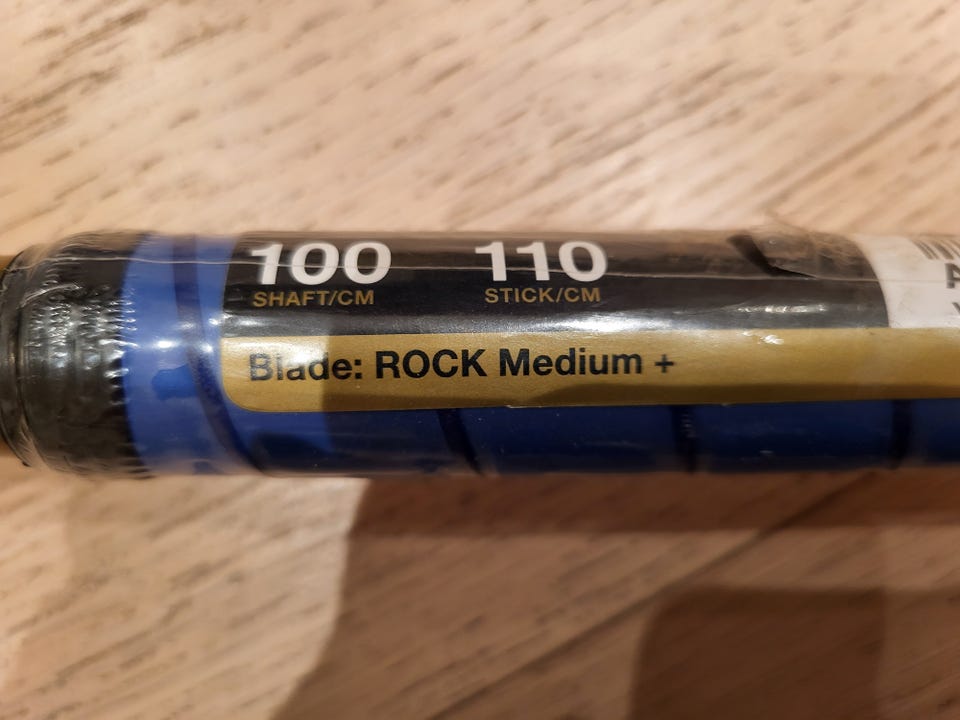 100 110
SHAFT/CM STICK/CM
Blade: ROCK Medium +